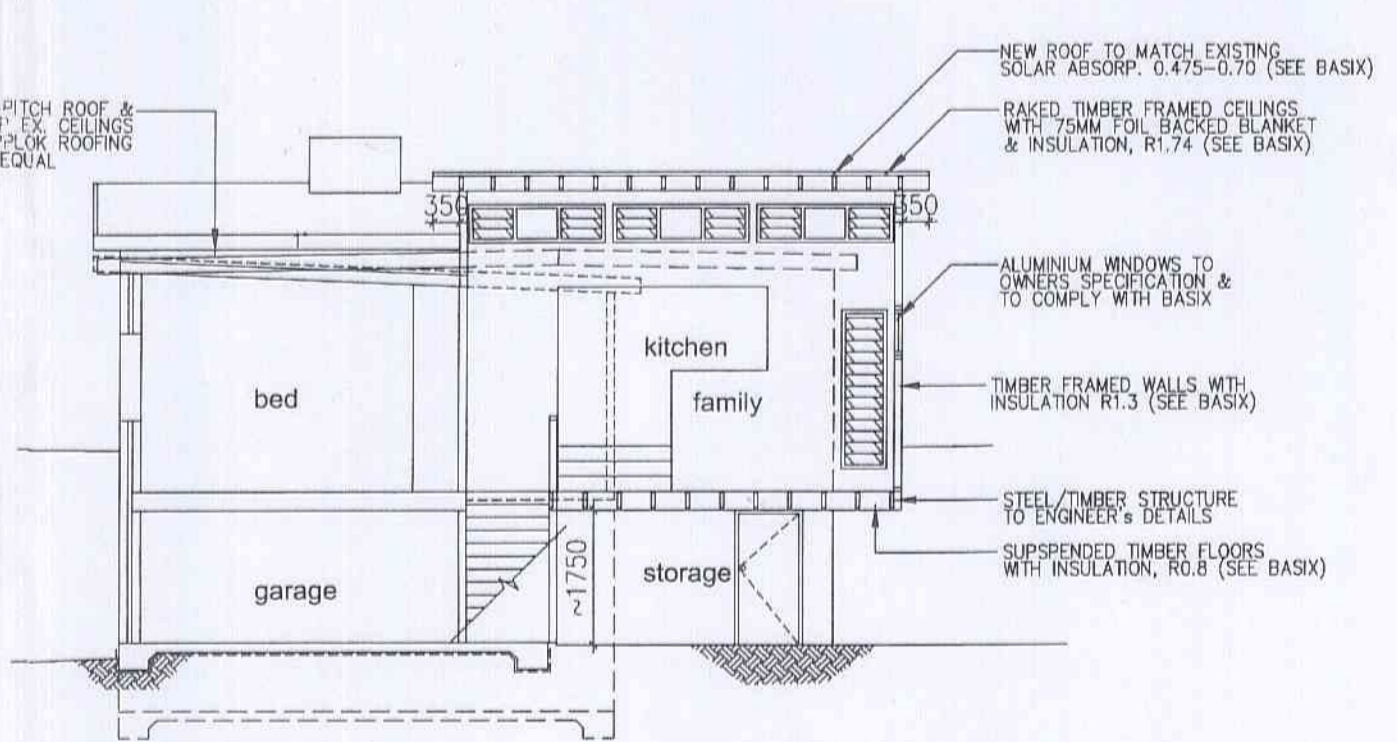 PITCH ROOF &
EX. CEILINGS
ROOFING
EQUAL
NEW ROOF TO MATCH EXISTING
SOLAR ABSORP. 0.475-0.70 (SEE BASIX)
RAKED TIMBER FRAMED CEILINGS
WITH 75MM FOIL BACKED BLANKET
& INSULATION, R1.74 (SEE BASIX)
350
350
ALUMINIUM WINDOWS TO
OWNERS SPECIFICATION &
TO COMPLY WITH BASIX
kitchen
bed
family
TIMBER FRAMED WALLS WITH
INSULATION R1.3 (SEE BASIX)
STEEL/TIMBER STRUCTURE
TO ENGINEER's DETAILS
SUPSPENDED TIMBER FLOORS
WITH INSULATION, R0.8 (SEE BASIX)
~1750
storage
garage